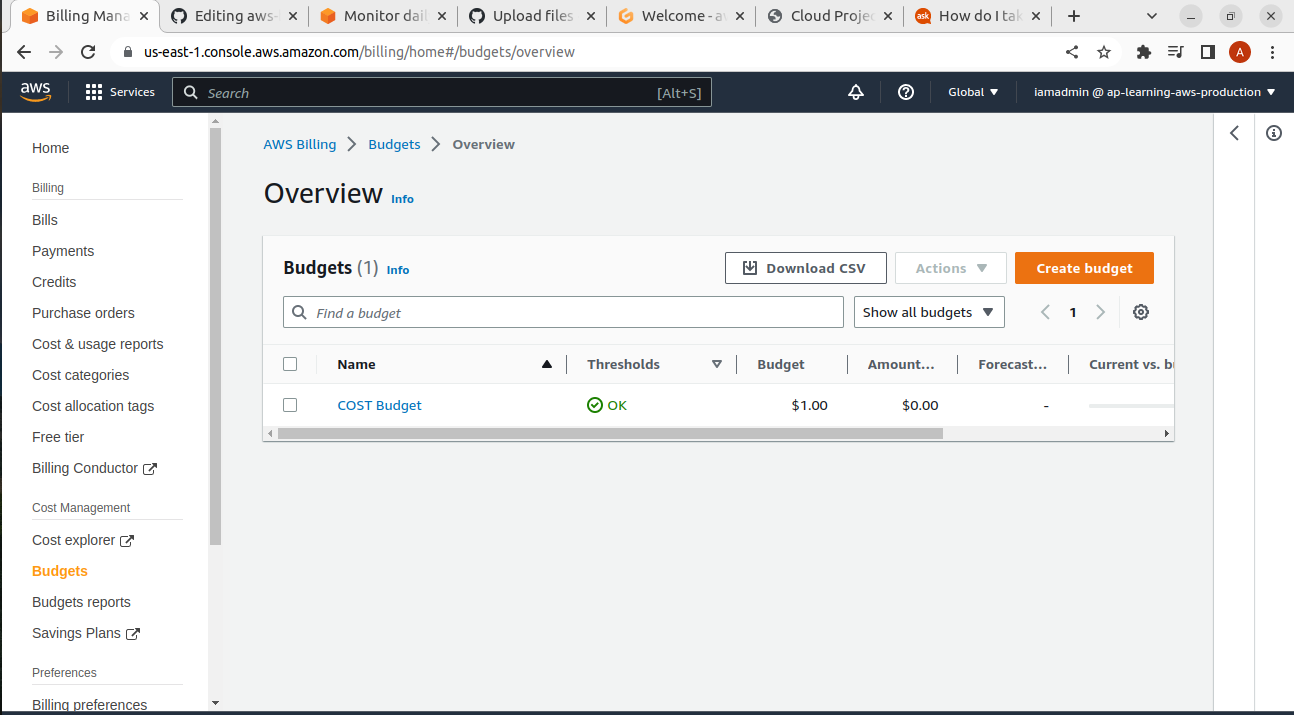 Billing Mana
Editing aws-
Monitor dail
Upload files
Welcome - a
Cloud Projec
ask
How do I tak
us-east-1.console.aws.amazon.com/billing/home#/budgets/overview
A
aws
Services
Search
[Alt+S]
Global
iamadmin @ ap-learning-aws-production
Home
Billing
Bills
Payments
Credits
Purchase orders
Cost & usage reports
Cost categories
Cost allocation tags
Free tier
Billing Conductor
Cost Management
Cost explorer
Budgets
Budgets reports
Savings Plans
Preferences
Billing preferences
AWS Billing
Budgets
Overview
Overview Info
Budgets (1) Info
Download CSV
Actions
Create budget
Find a budget
Show all budgets
1
Name
Thresholds
Budget
Amount...
Forecast...
Current vs. b
COST Budget
OK
$1.00
$0.00
-